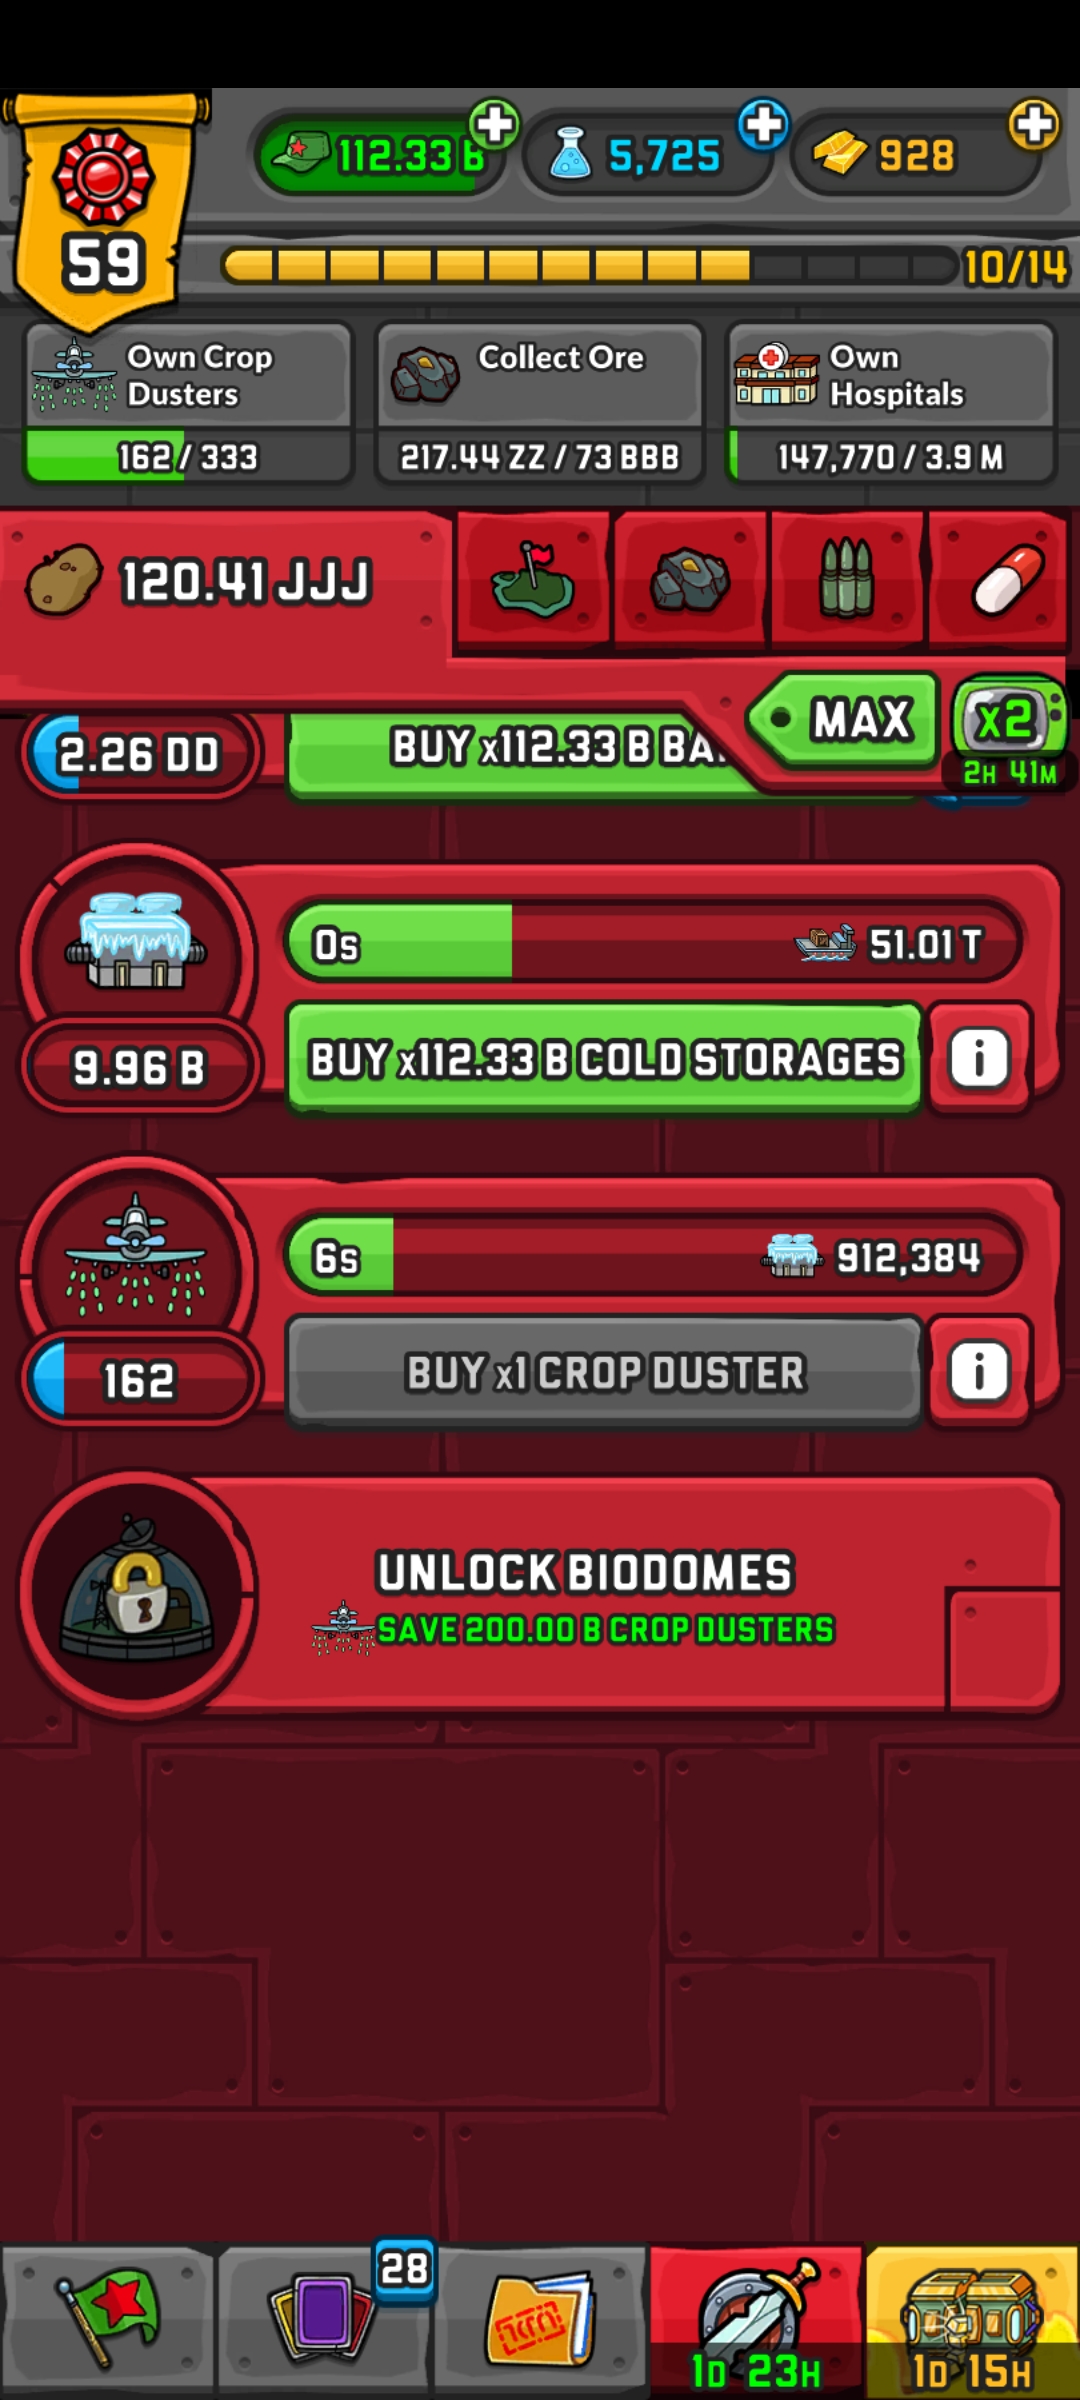 112.33 B
5,725
928
59
10/14
Own Crop
Dusters
162 / 333
Collect Ore
217.44 ZZ / 73 BBB
Own
Hospitals
147,770 / 3.9 M
120.41 JJJ
MAX
x2
2H 41M
2.26 DD
BUY x112.33 B BA
0s
51.01 T
9.96 B
BUY x112.33 B COLD STORAGES
i
6s
912,384
162
BUY x1 CROP DUSTER
i
UNLOCK BIODOMES
SAVE 200.00 B CROP DUSTERS
28
1D 23H
1D 15H